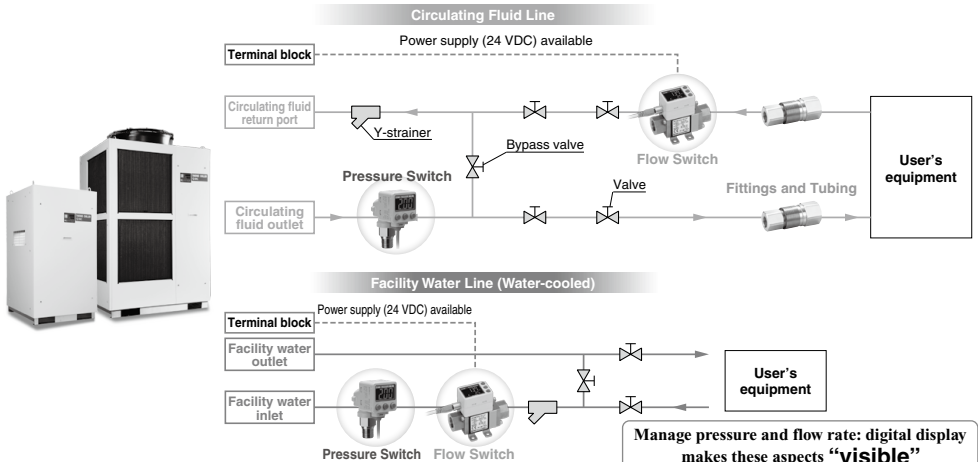 Circulating Fluid Line
Power supply (24 VDC) available
Terminal block
Circulating fluid
return port
Y-strainer
Bypass valve
Flow Switch
User's
equipment
Pressure Switch
Valve
Fittings and Tubing
Circulating
fluid outlet
Facility Water Line (Water-cooled)
Power supply (24 VDC) available
Terminal block
Facility water
outlet
User's
equipment
Facility water
inlet
Pressure Switch
Flow Switch
Manage pressure and flow rate: digital display
makes these aspects “visible”